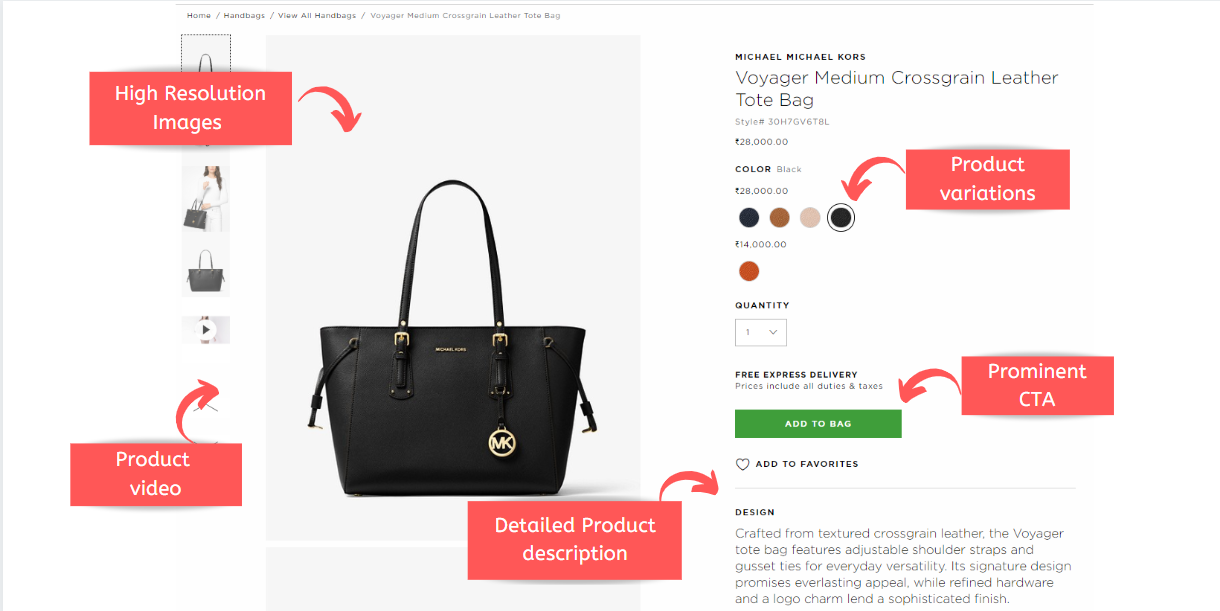 Home / Handbags / View All Handbags / Voyager Medium Crossgrain Leather Tote Bag
High Resolution
Images
MICHAEL KORS
MK
Product
video
MICHAEL MICHAEL KORS
Voyager Medium Crossgrain Leather
Tote Bag
Style# 30H7GV6T8L
₹28,000.00
COLOR Black
₹28,000.00
Product
variations
₹14,000.00
QUANTITY
1
FREE EXPRESS DELIVERY
Prices include all duties & taxes
Prominent
CTA
ADD TO BAG
ADD TO FAVORITES
Detailed Product
description
DESIGN
Crafted from textured crossgrain leather, the Voyager
tote bag features adjustable shoulder straps and
gusset ties for everyday versatility. Its signature design
promises everlasting appeal, while refined hardware
and a logo charm lend a sophisticated finish.